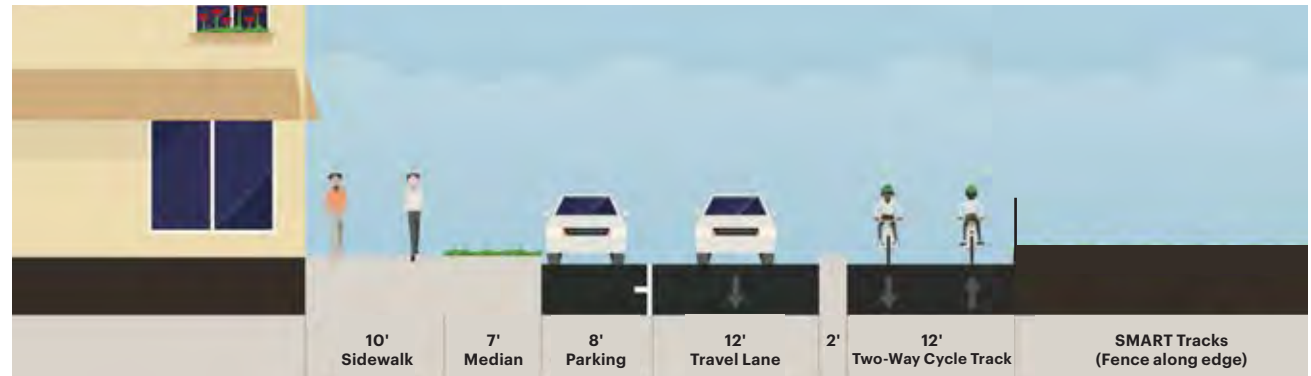 10'
Sidewalk
7'
Median
8'
Parking
12'
Travel Lane
2'
12'
Two-Way Cycle Track
SMART Tracks
(Fence along edge)